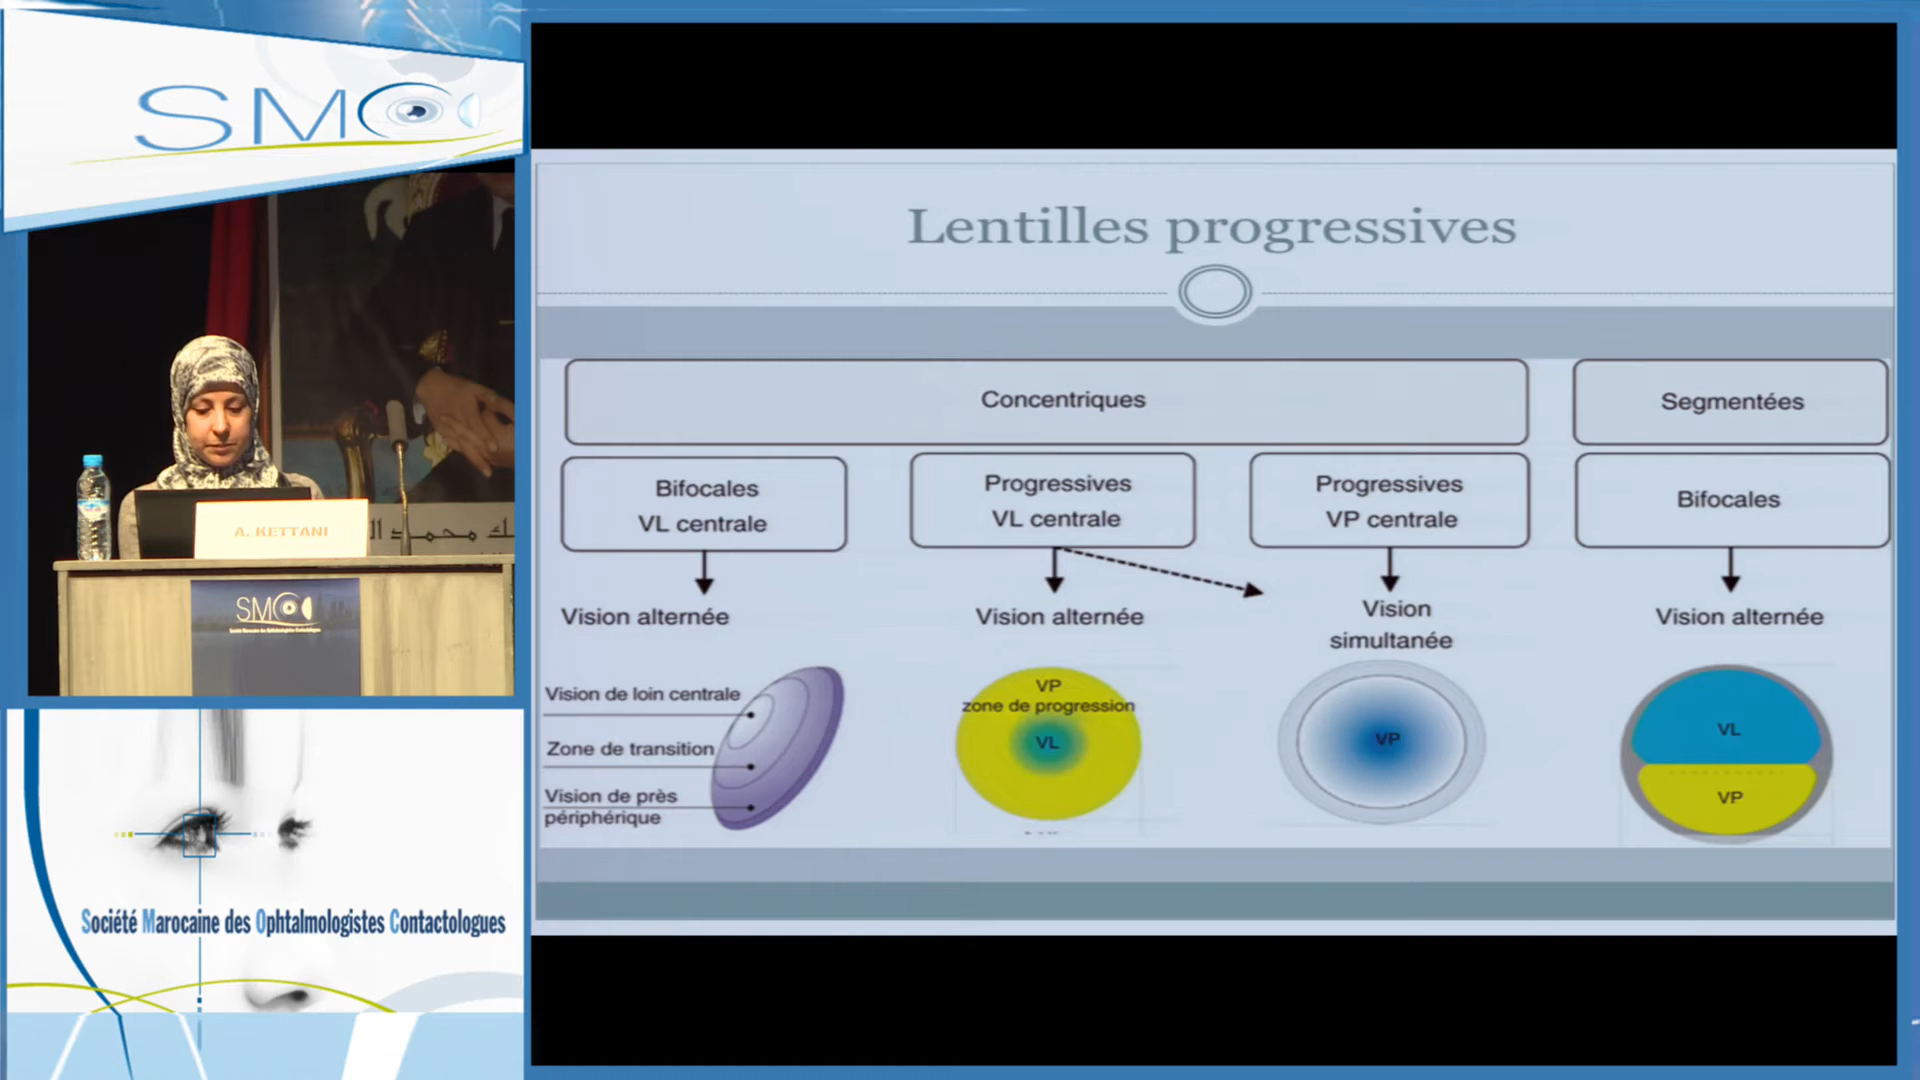 SMC
A. KETTANI
SMC
Société Marocaine des Ophtalmologistes Contactologues
Lentilles progressives
Concentriques
Segmentées
Bifocales
VL centrale
Progressives
VL centrale
Progressives
VP centrale
Bifocales
Vision alternée
Vision alternée
Vision
simultanée
Vision alternée
Vision de loin centrale
Zone de transition
Vision de près
périphérique
VP
zone de progression
VL
VP
VL
VP